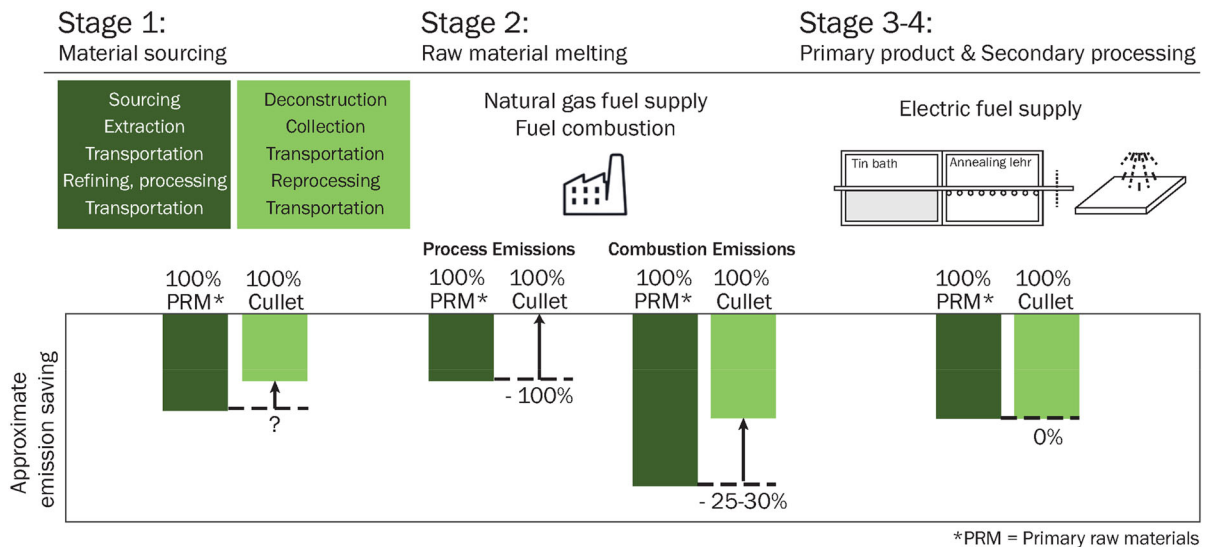 Stage 1:
Material sourcing
Stage 2:
Raw material melting
Stage 3-4:
Primary product & Secondary processing
Sourcing
Extraction
Transportation
Refining, processing
Transportation
Deconstruction
Collection
Transportation
Reprocessing
Transportation
Natural gas fuel supply
Fuel combustion
Electric fuel supply
Tin bath
Annealing lehr
Process Emissions
Combustion Emissions
100%
PRM*
100%
Cullet
100%
PRM*
100%
Cullet
100%
PRM*
100%
Cullet
100%
PRM*
100%
Cullet
Approximate
emission saving
?
- 100%
- 25-30%
0%
*PRM = Primary raw materials